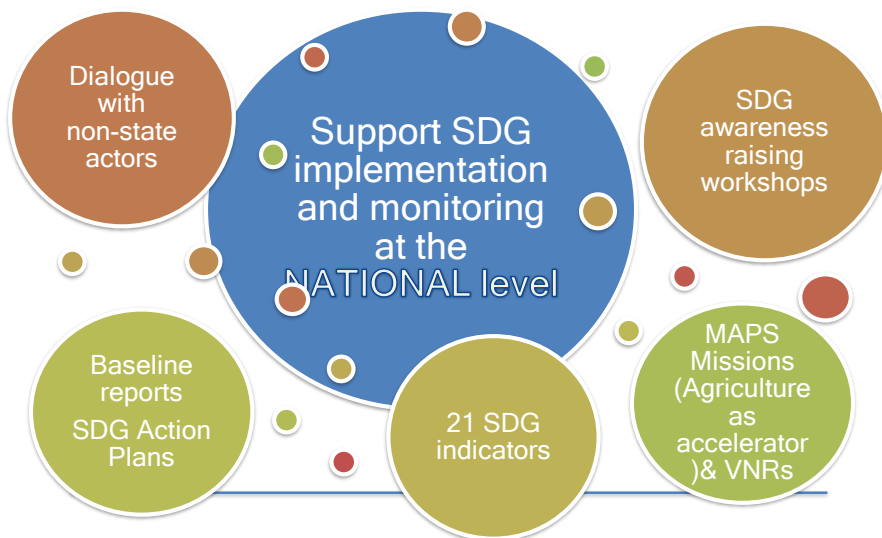 Dialogue
with
non-state
actors
Support SDG
implementation
and monitoring
at the
NATIONAL level
SDG
awareness
raising
workshops
Baseline
reports
SDG Action
Plans
21 SDG
indicators
MAPS
Missions
(Agriculture
as
accelerator
)& VNRs